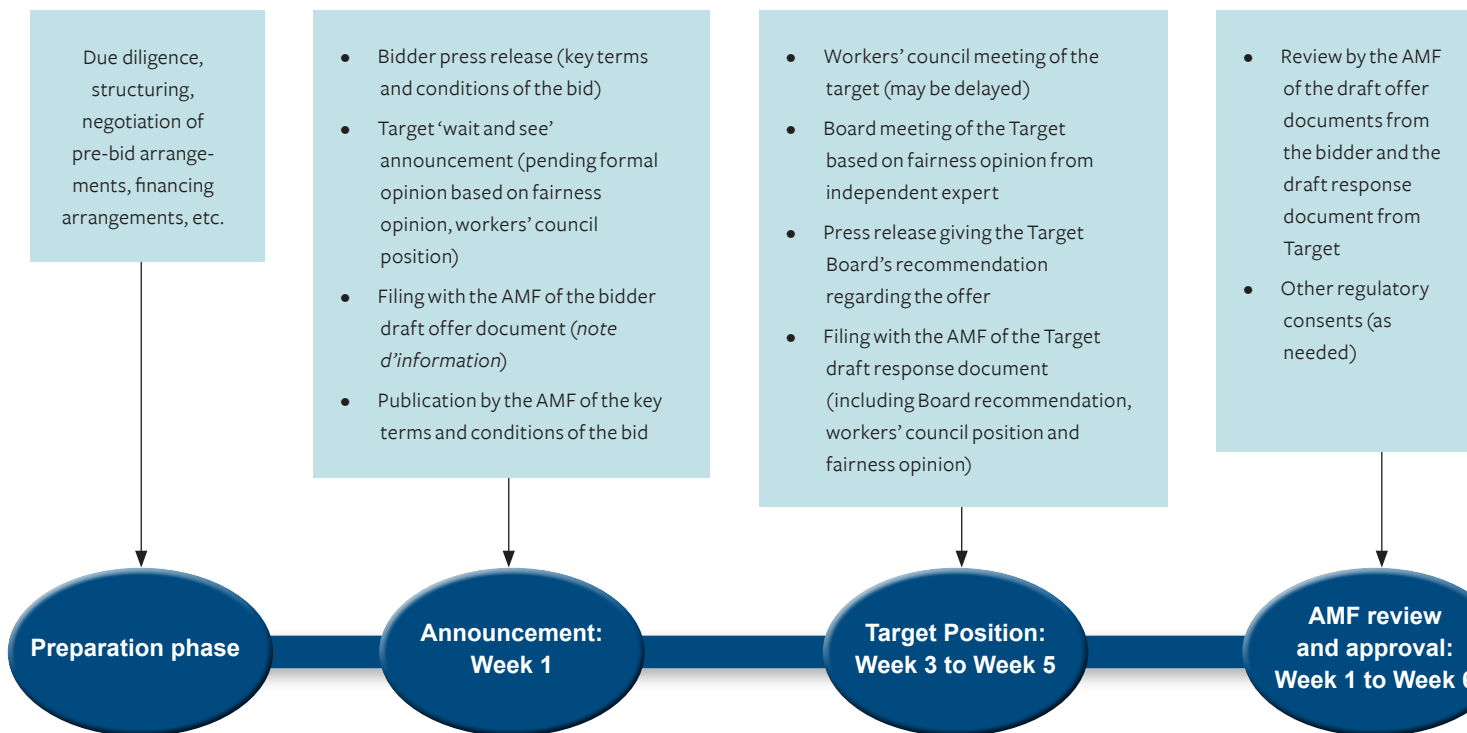 Due diligence,
structuring,
negotiation of
pre-bid arrange-
ments, financing
arrangements, etc.
● Bidder press release (key terms
and conditions of the bid)
● Target ‘wait and see’
announcement (pending formal
opinion based on fairness
opinion, workers’ council
position)
● Filing with the AMF of the bidder
draft offer document (note
d’information)
● Publication by the AMF of the key
terms and conditions of the bid
● Workers’ council meeting of the
target (may be delayed)
● Board meeting of the Target
based on fairness opinion from
independent expert
● Press release giving the Target
Board’s recommendation
regarding the offer
● Filing with the AMF of the Target
draft response document
(including Board recommendation,
workers’ council position and
fairness opinion)
● Review by the AMF
of the draft offer
documents from
the bidder and the
draft response
document from
Target
● Other regulatory
consents (as
needed)
Preparation phase
Announcement:
Week 1
Target Position:
Week 3 to Week 5
AMF review
and approval:
Week 1 to Week 6